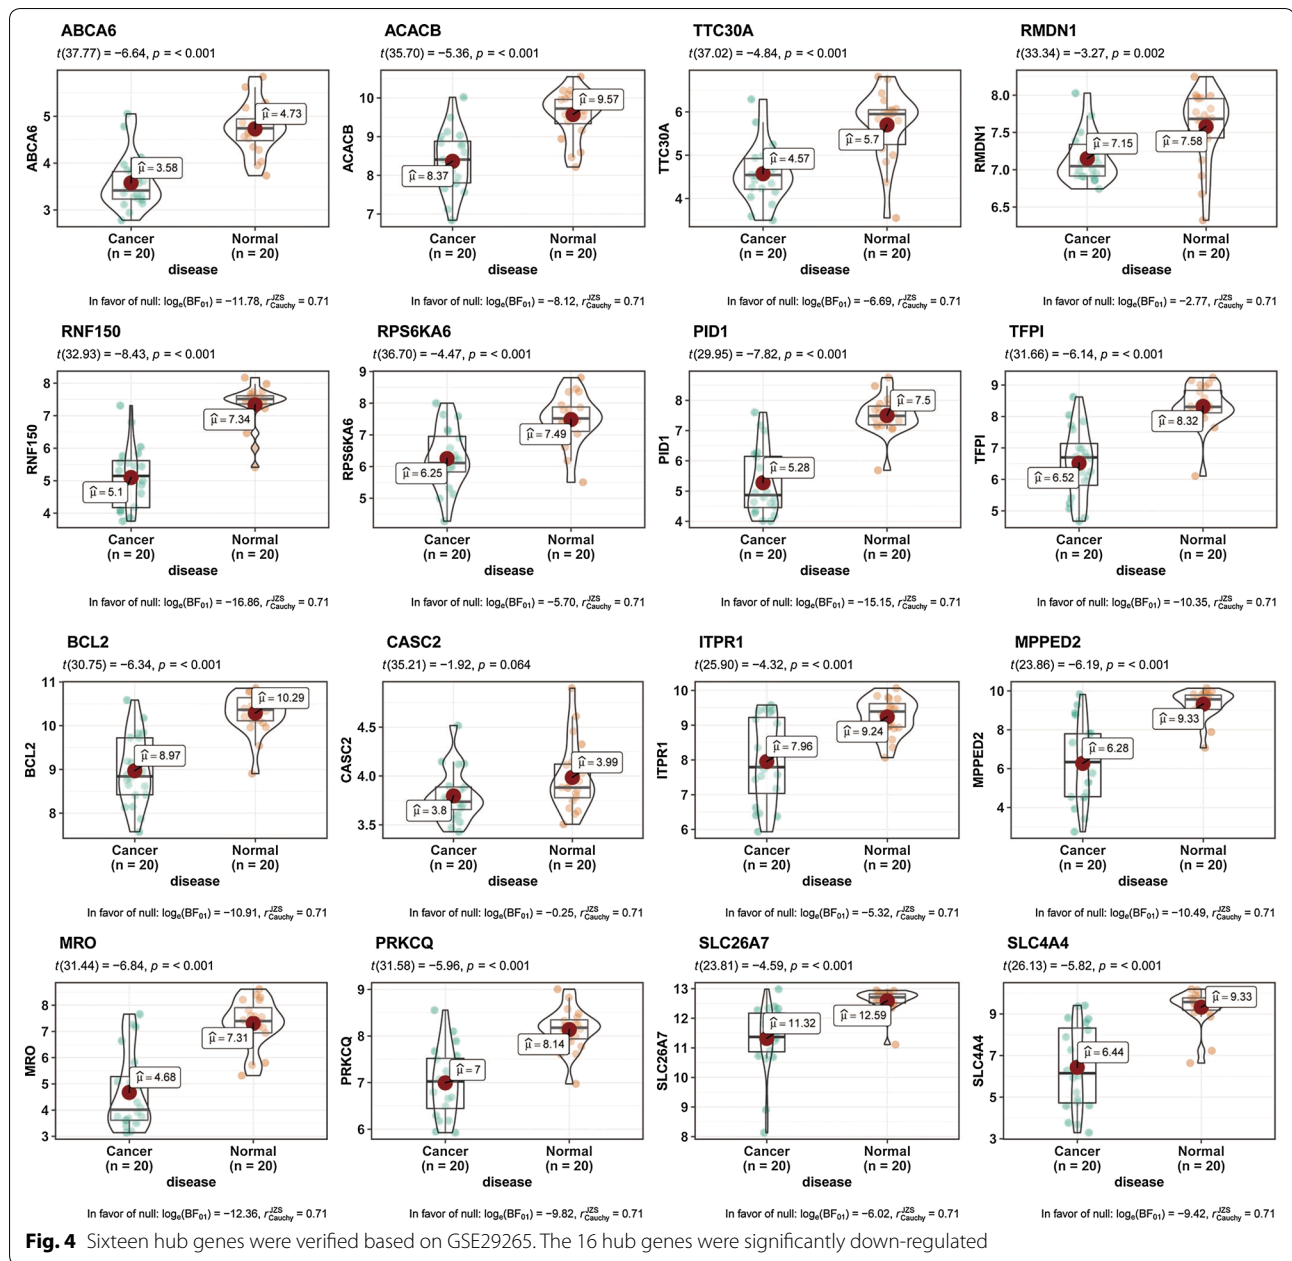 ABCA6
t(37.77) = −6.64, p = < 0.001
ABCA6
5
4
3
μ̂ = 3.58
μ̂ = 4.73
Cancer
(n = 20)
Normal
(n = 20)
disease
In favor of null: logₑ(BF₀₁) = −11.78, r JZS Cauchy = 0.71
ACACB
t(35.70) = −5.36, p = < 0.001
ACACB
10
9
8
7
μ̂ = 8.37
μ̂ = 9.57
Cancer
(n = 20)
Normal
(n = 20)
disease
In favor of null: logₑ(BF₀₁) = −8.12, r JZS Cauchy = 0.71
TTC30A
t(37.02) = −4.84, p = < 0.001
TTC30A
6
5
4
μ̂ = 4.57
μ̂ = 5.7
Cancer
(n = 20)
Normal
(n = 20)
disease
In favor of null: logₑ(BF₀₁) = −6.69, r JZS Cauchy = 0.71
RMDN1
t(33.34) = −3.27, p = 0.002
RMDN1
8.0
7.5
7.0
6.5
μ̂ = 7.15
μ̂ = 7.58
Cancer
(n = 20)
Normal
(n = 20)
disease
In favor of null: logₑ(BF₀₁) = −2.77, r JZS Cauchy = 0.71
RNF150
t(32.93) = −8.43, p = < 0.001
RNF150
8
7
6
5
4
μ̂ = 5.1
μ̂ = 7.34
Cancer
(n = 20)
Normal
(n = 20)
disease
In favor of null: logₑ(BF₀₁) = −16.86, r JZS Cauchy = 0.71
RPS6KA6
t(36.70) = −4.47, p = < 0.001
RPS6KA6
9
8
7
6
5
μ̂ = 6.25
μ̂ = 7.49
Cancer
(n = 20)
Normal
(n = 20)
disease
In favor of null: logₑ(BF₀₁) = −5.70, r JZS Cauchy = 0.71
PID1
t(29.95) = −7.82, p = < 0.001
PID1
8
7
6
5
4
μ̂ = 5.28
μ̂ = 7.5
Cancer
(n = 20)
Normal
(n = 20)
disease
In favor of null: logₑ(BF₀₁) = −15.15, r JZS Cauchy = 0.71
TFPI
t(31.66) = −6.14, p = < 0.001
TFPI
9
8
7
6
5
μ̂ = 6.52
μ̂ = 8.32
Cancer
(n = 20)
Normal
(n = 20)
disease
In favor of null: logₑ(BF₀₁) = −10.35, r JZS Cauchy = 0.71
BCL2
t(30.75) = −6.34, p = < 0.001
BCL2
11
10
9
8
μ̂ = 8.97
μ̂ = 10.29
Cancer
(n = 20)
Normal
(n = 20)
disease
In favor of null: logₑ(BF₀₁) = −10.91, r JZS Cauchy = 0.71
CASC2
t(35.21) = −1.92, p = 0.064
CASC2
4.5
4.0
3.5
μ̂ = 3.8
μ̂ = 3.99
Cancer
(n = 20)
Normal
(n = 20)
disease
In favor of null: logₑ(BF₀₁) = −0.25, r JZS Cauchy = 0.71
ITPR1
t(25.90) = −4.32, p = < 0.001
ITPR1
10
9
8
7
6
μ̂ = 7.96
μ̂ = 9.24
Cancer
(n = 20)
Normal
(n = 20)
disease
In favor of null: logₑ(BF₀₁) = −5.32, r JZS Cauchy = 0.71
MPPED2
t(23.86) = −6.19, p = < 0.001
MPPED2
10
8
6
4
μ̂ = 6.28
μ̂ = 9.33
Cancer
(n = 20)
Normal
(n = 20)
disease
In favor of null: logₑ(BF₀₁) = −10.49, r JZS Cauchy = 0.71
MRO
t(31.44) = −6.84, p = < 0.001
MRO
8
7
6
5
4
3
μ̂ = 4.68
μ̂ = 7.31
Cancer
(n = 20)
Normal
(n = 20)
disease
In favor of null: logₑ(BF₀₁) = −12.36, r JZS Cauchy = 0.71
PRKCQ
t(31.58) = −5.96, p = < 0.001
PRKCQ
9
8
7
6
μ̂ = 7
μ̂ = 8.14
Cancer
(n = 20)
Normal
(n = 20)
disease
In favor of null: logₑ(BF₀₁) = −9.82, r JZS Cauchy = 0.71
SLC26A7
t(23.81) = −4.59, p = < 0.001
SLC26A7
13
12
11
10
9
8
μ̂ = 11.32
μ̂ = 12.59
Cancer
(n = 20)
Normal
(n = 20)
disease
In favor of null: logₑ(BF₀₁) = −6.02, r JZS Cauchy = 0.71
SLC4A4
t(26.13) = −5.82, p = < 0.001
SLC4A4
9
7
5
3
μ̂ = 6.44
μ̂ = 9.33
Cancer
(n = 20)
Normal
(n = 20)
disease
In favor of null: logₑ(BF₀₁) = −9.42, r JZS Cauchy = 0.71
Fig. 4 Sixteen hub genes were verified based on GSE29265. The 16 hub genes were significantly down-regulated